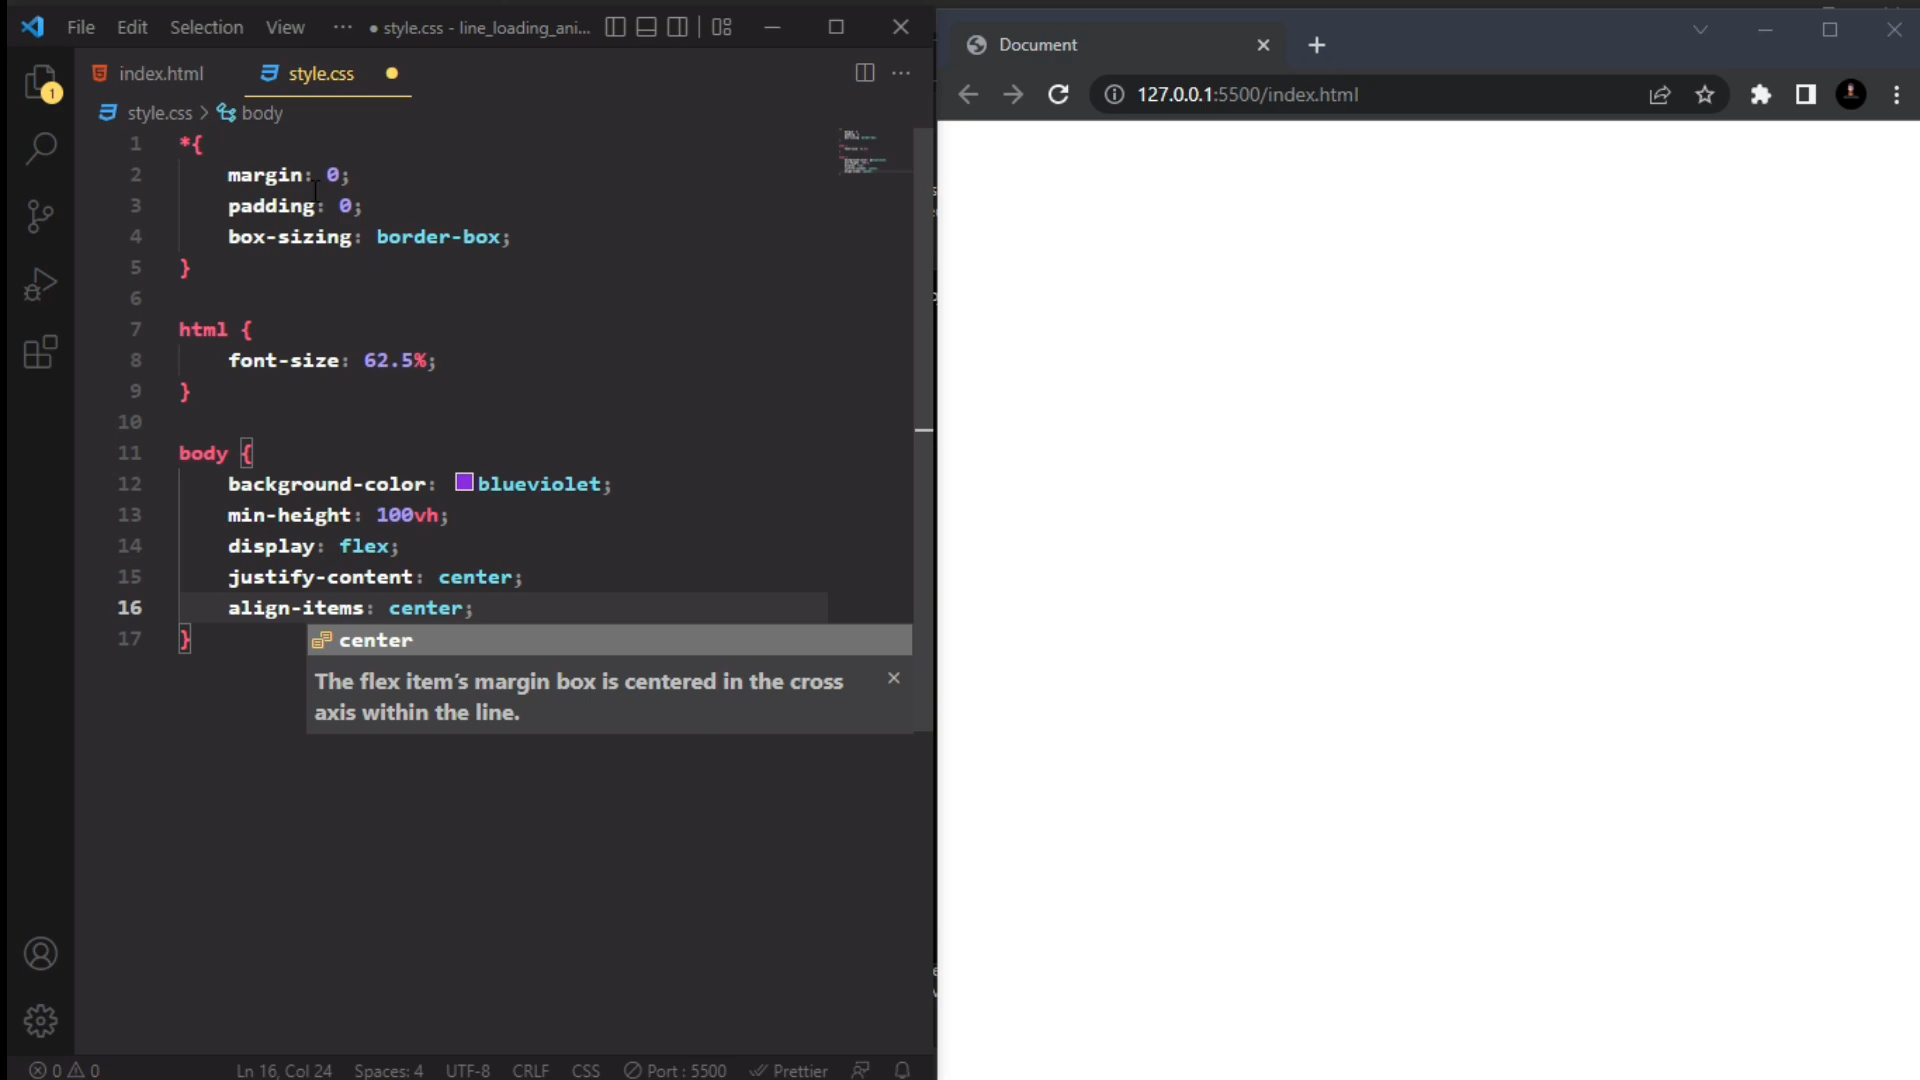 File Edit Selection View ··· ● style.css - line_loading_ani...
index.html style.css
style.css > body
1 *{
2 margin: 0;
3 padding: 0;
4 box-sizing: border-box;
5 }
6
7 html {
8 font-size: 62.5%;
9 }
10
11 body {
12 background-color: blueviolet;
13 min-height: 100vh;
14 display: flex;
15 justify-content: center;
16 align-items: center;
17 }
center
The flex item’s margin box is centered in the cross
axis within the line.
1
0 0 Ln 16, Col 24 Spaces: 4 UTF-8 CRLF CSS Port : 5500 Prettier
Document
127.0.0.1:5500/index.html